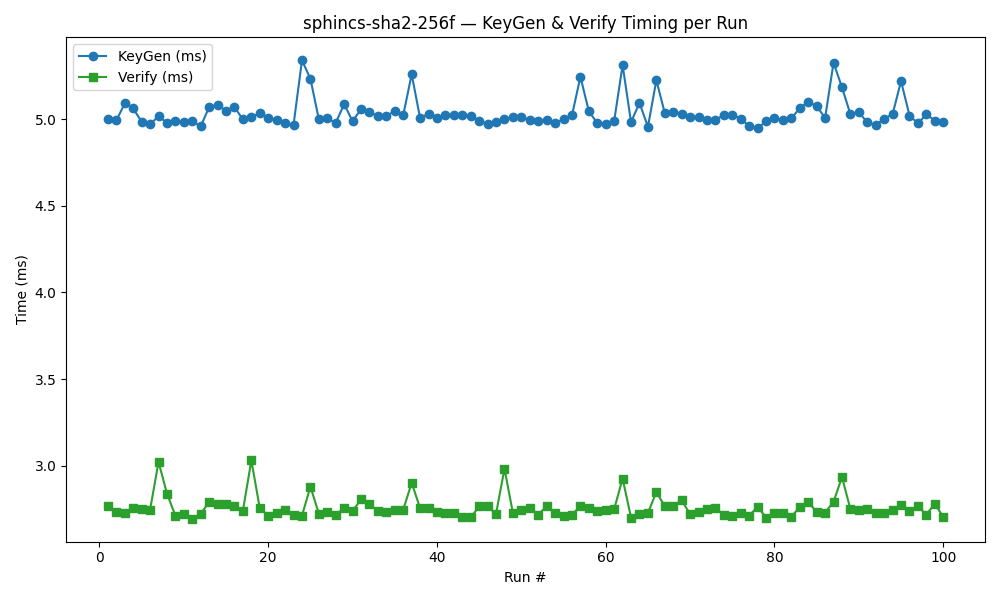 sphincs-sha2-256f — KeyGen & Verify Timing per Run
KeyGen (ms)
Verify (ms)
Time (ms)
5.0
4.5
4.0
3.5
3.0
0 20 40 60 80 100
Run #